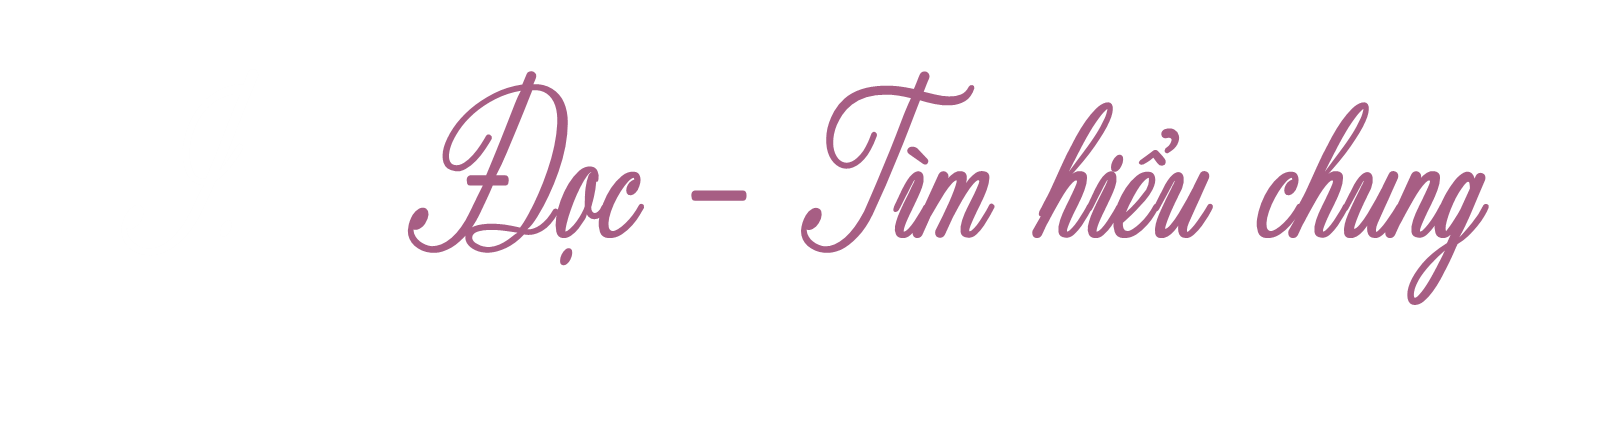 Đọc – Tìm hiểu chung